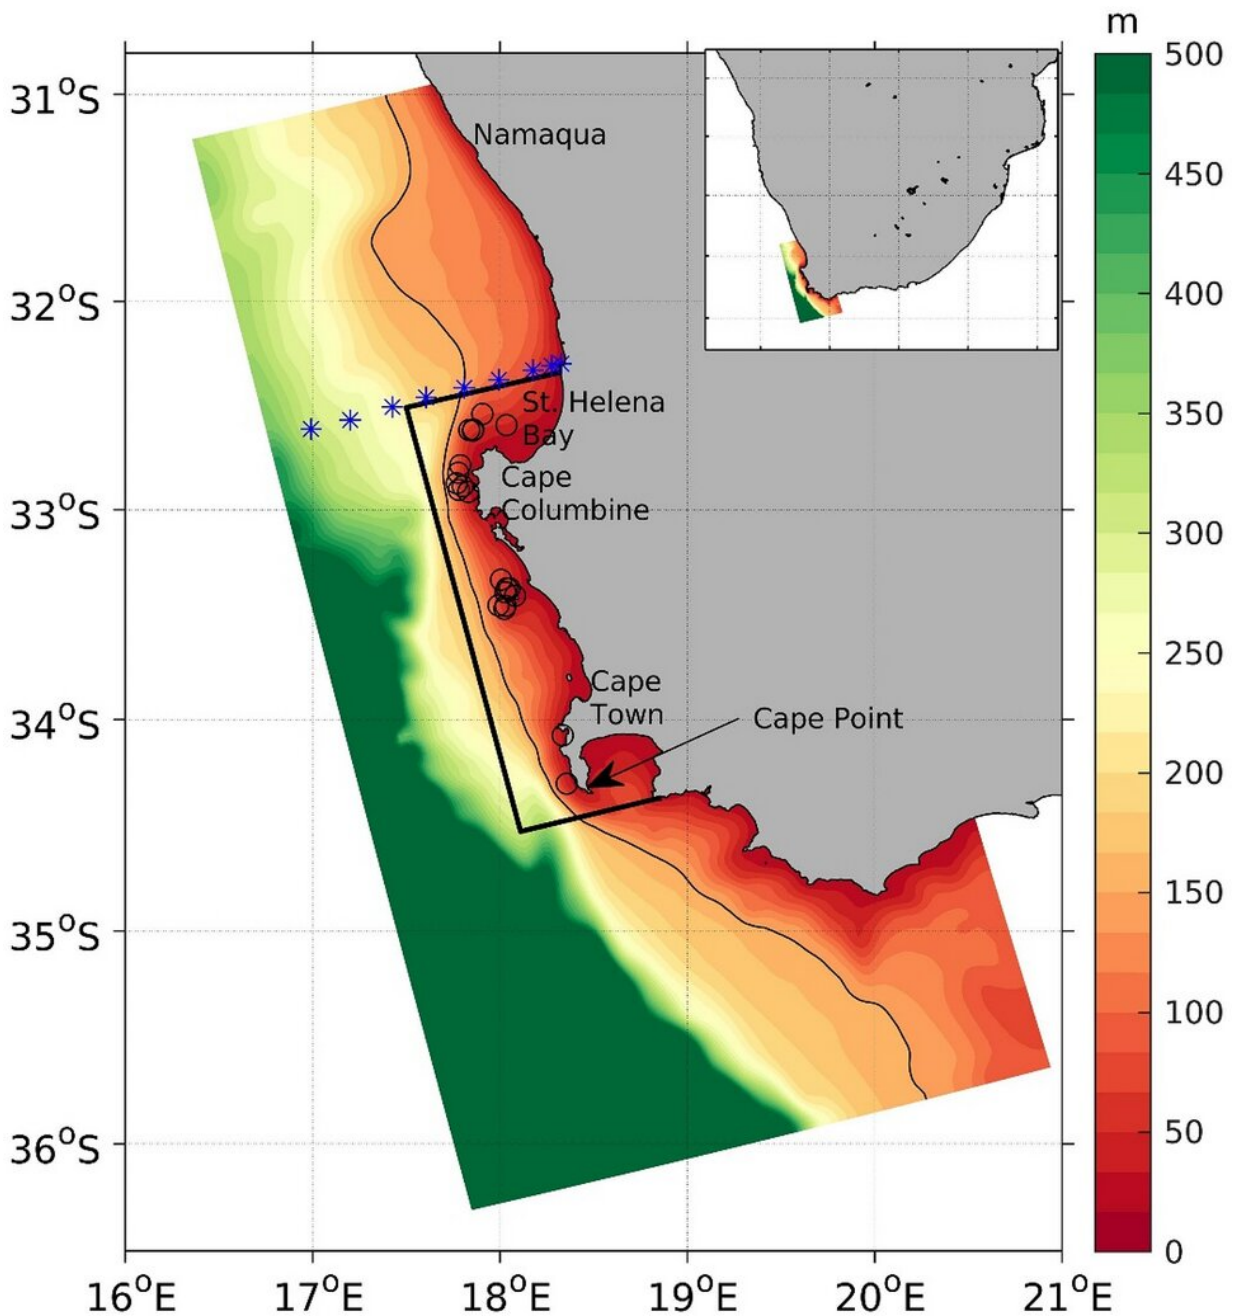 m
500
450
400
350
300
250
200
150
100
50
0
31°S
32°S
33°S
34°S
35°S
36°S
Namaqua
St. Helena
Bay
Cape
Columbine
Cape
Town
Cape Point
16°E
17°E
18°E
19°E
20°E
21°E